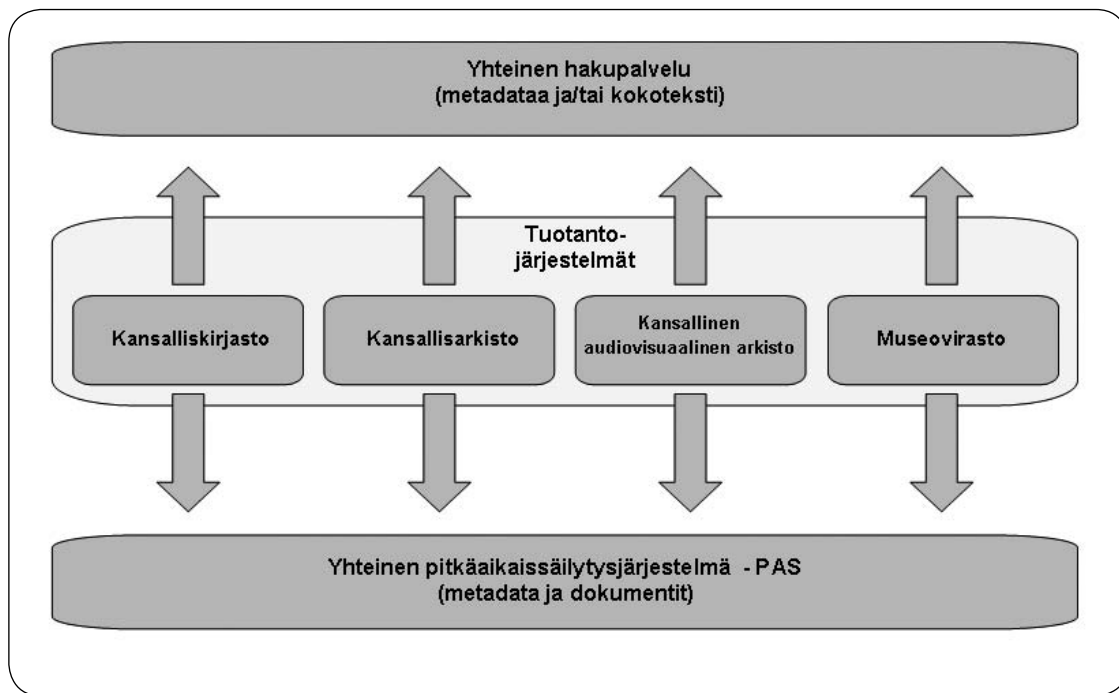 Yhteinen hakupalvelu
(metadataa ja/tai kokoteksti)
Tuotanto-
järjestelmät
Kansalliskirjasto
Kansallisarkisto
Kansallinen
audiovisuaalinen arkisto
Museovirasto
Yhteinen pitkäaikaissäilytysjärjestelmä - PAS
(metadata ja dokumentit)